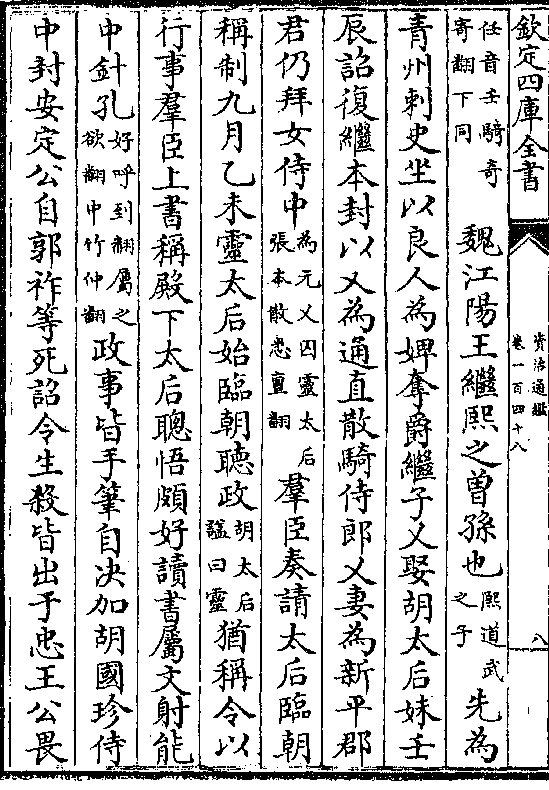 欽定四庫全書
資治通鑑
卷一百四十八
八
任音壬騎奇寄翻下同 魏江陽王繼熙之曾孫也熙道武之子先為
青州刺史坐以良人為婢奪爵繼子乂娶胡太后妹壬
辰詔復繼本封以乂為通直散騎侍郎乂妻為新平郡
君仍拜女侍中為元乂囚靈太后張本散悉亶翻 羣臣奏請太后臨朝
稱制九月乙未靈太后始臨朝聽政胡太后諡曰靈猶稱令以
行事羣臣上書稱殿下太后聰悟頗好讀書屬文射能
中針孔好呼到翻屬之欲翻中竹仲翻政事皆手筆自决加胡國珍侍
中封安定公自郭祚等死詔令生殺皆出于忠王公畏